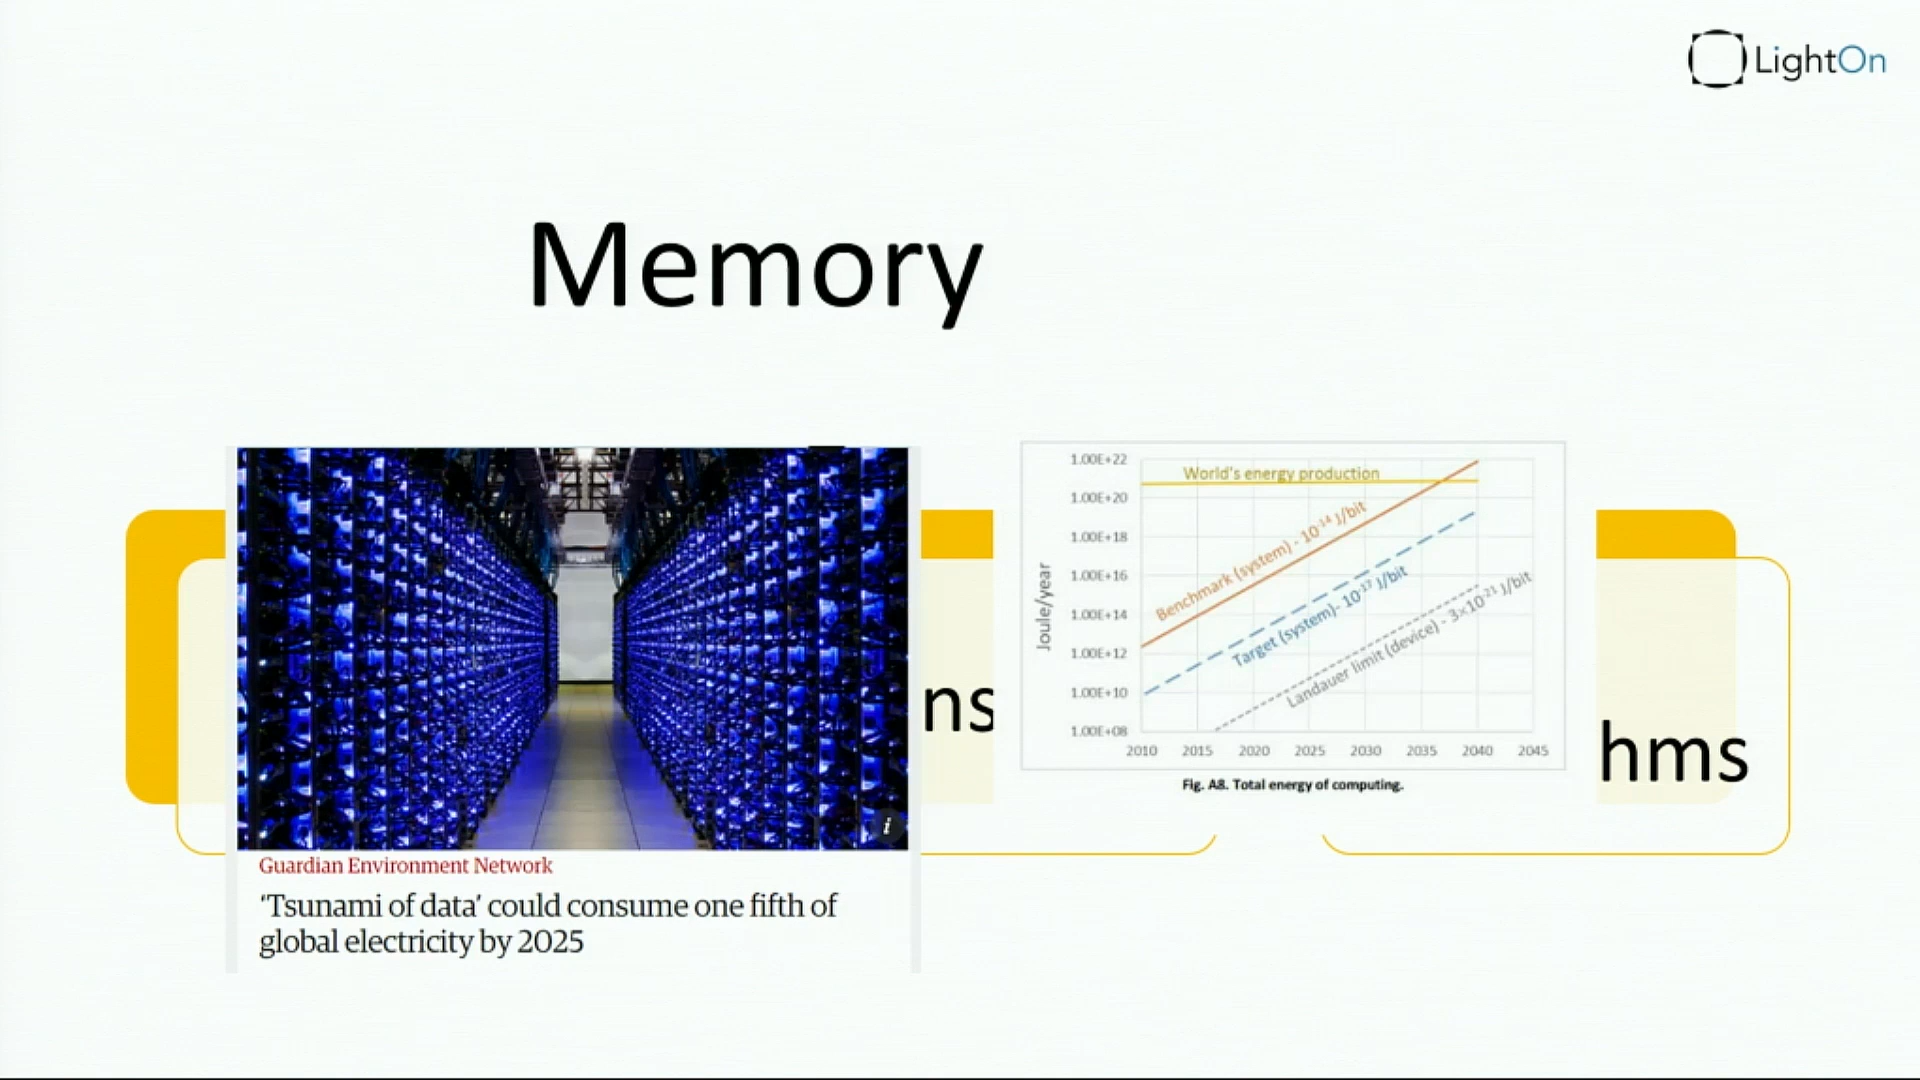 LightOn
Memory
ns
hms
Guardian Environment Network
‘Tsunami of data’ could consume one fifth of
global electricity by 2025
1.00E+22
1.00E+20
1.00E+18
1.00E+16
1.00E+14
1.00E+12
1.00E+10
1.00E+08
Joule/year
World's energy production
Benchmark (system) - 10⁻¹⁴ J/bit
Target (system)- 10⁻¹⁷ J/bit
Landauer limit (device) - 3×10⁻²¹ J/bit
2010 2015 2020 2025 2030 2035 2040 2045
Fig. A8. Total energy of computing.